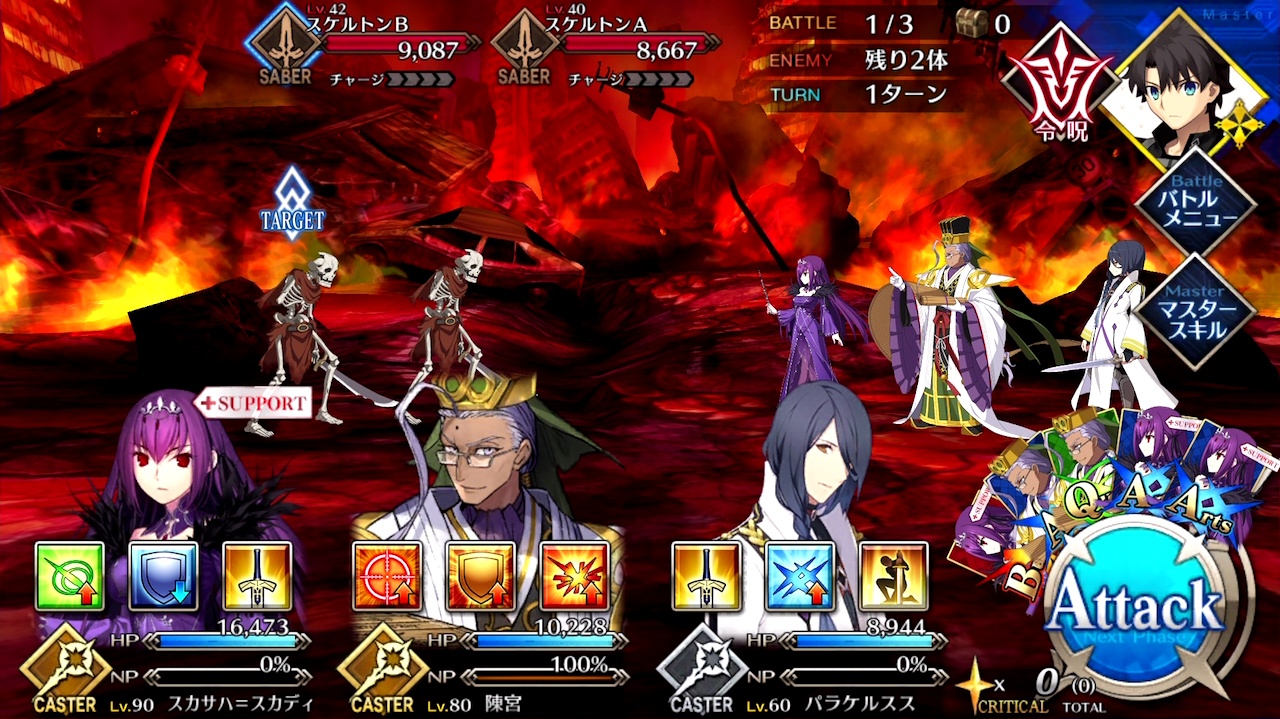 Lv.42
スケルトンB
9,087
SABER
チャージ
Lv.40
スケルトンA
8,667
SABER
チャージ
BATTLE 1/3
0
ENEMY 残り2体
TURN 1ターン
令呪
Master
Battle
バトル
メニュー
Master
マスター
スキル
TARGET
+SUPPORT
+SUPPORT
+SUPPORT
B A Q A Arts
Attack
Next Phase
HP 16,473
NP 0%
CASTER Lv.90 スカサハ=スカディ
HP 10,228
NP 100%
CASTER Lv.80 陳宮
HP 8,944
NP 0%
CASTER Lv.60 パラケルスス
x 0 (0)
CRITICAL TOTAL